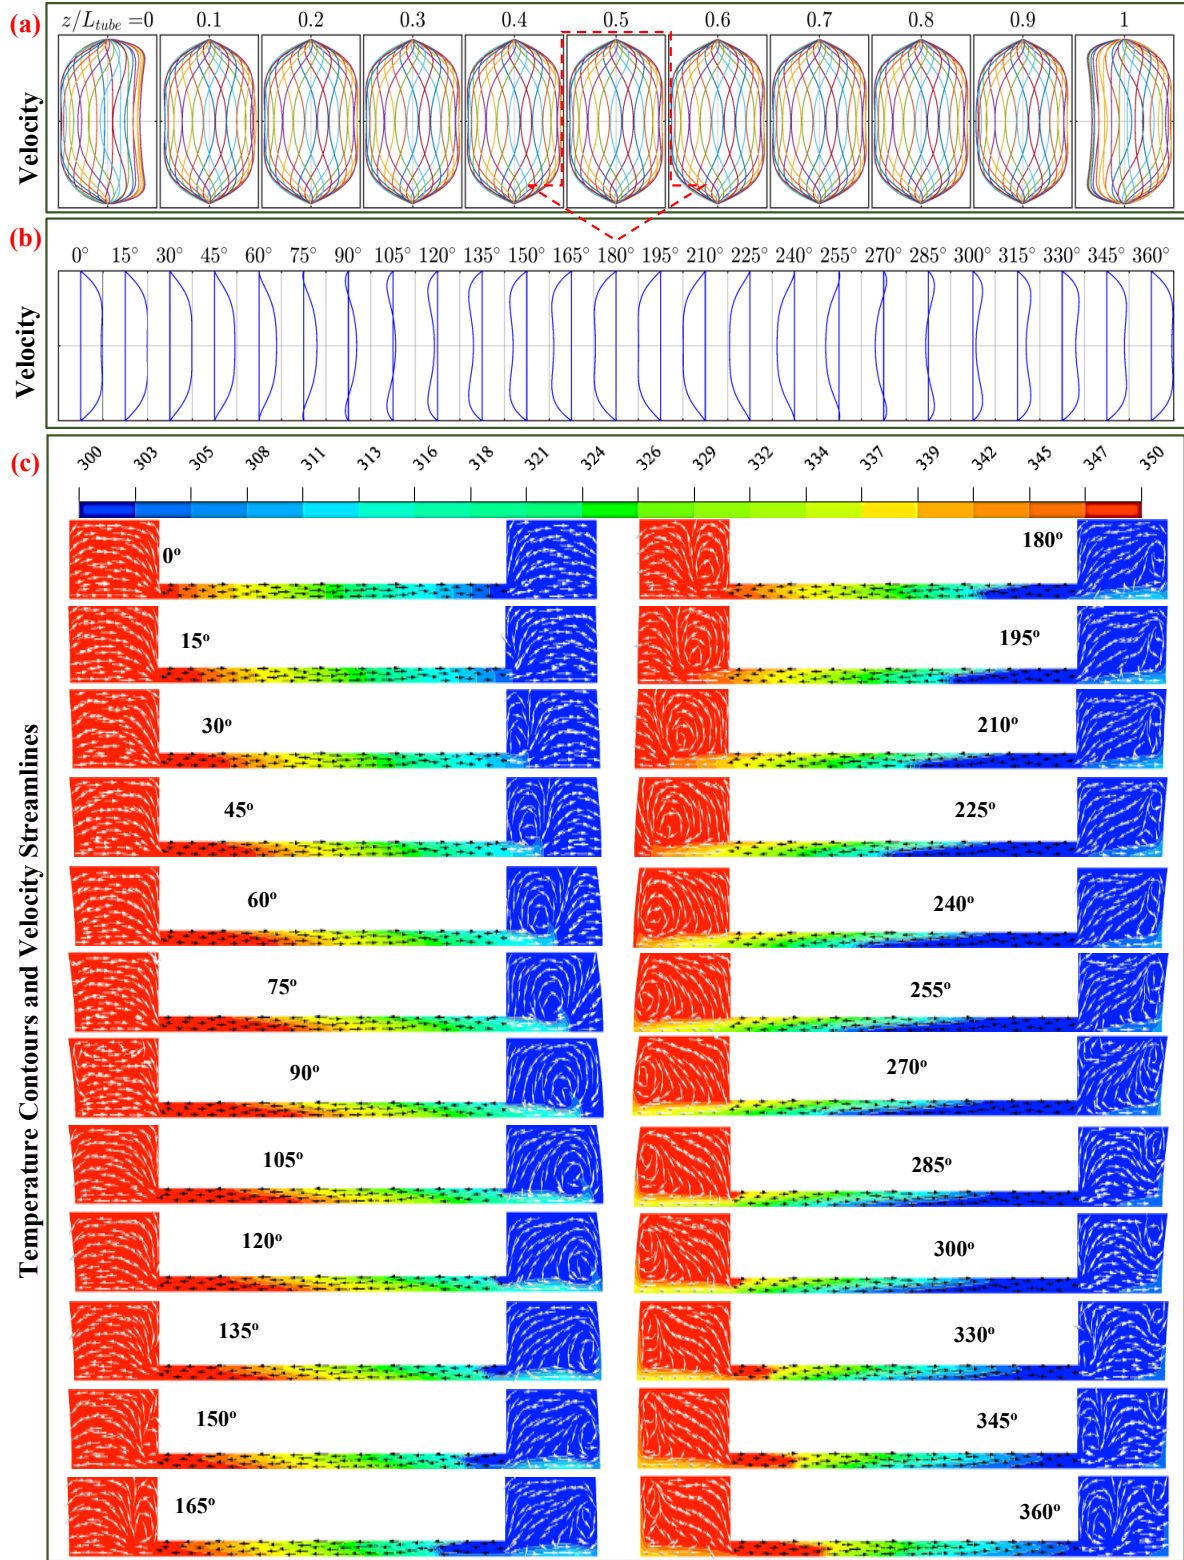 (a)
z/L_tube =0 0.1 0.2 0.3 0.4 0.5 0.6 0.7 0.8 0.9 1
Velocity
(b)
0° 15° 30° 45° 60° 75° 90° 105° 120° 135° 150° 165° 180° 195° 210° 225° 240° 255° 270° 285° 300° 315° 330° 345° 360°
Velocity
(c)
300 303 305 308 311 313 316 318 321 324 326 329 332 334 337 339 342 345 347 350
Temperature Contours and Velocity Streamlines
0° 180°
15° 195°
30° 210°
45° 225°
60° 240°
75° 255°
90° 270°
105° 285°
120° 300°
135° 330°
150° 345°
165° 360°